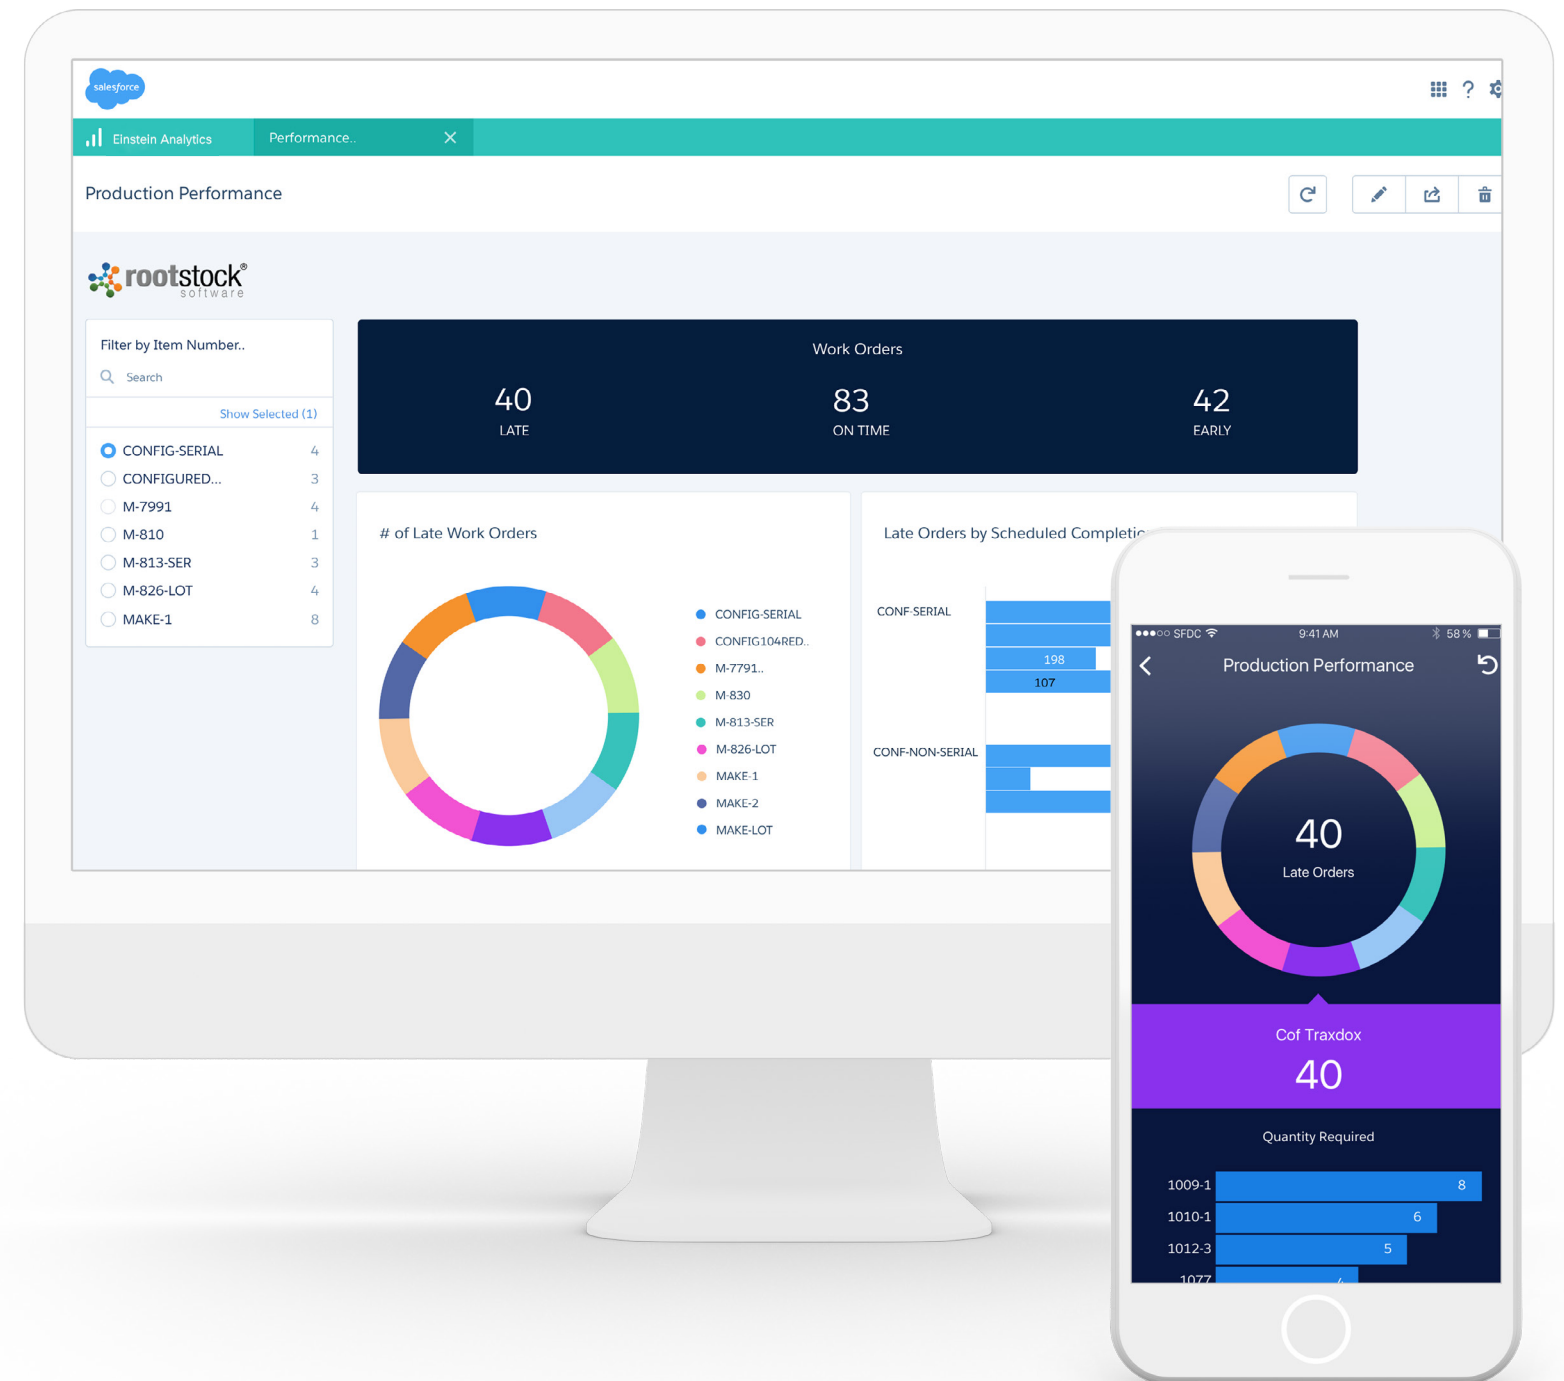 salesforce
?
Einstein Analytics
Performance..
Production Performance
rootstock®
software
Filter by Item Number..
Search
Show Selected (1)
CONFIG-SERIAL 4
CONFIGURED... 3
M-7991 4
M-810 1
M-813-SER 3
M-826-LOT 4
MAKE-1 8
Work Orders
40 83 42
LATE ON TIME EARLY
# of Late Work Orders
CONFIG-SERIAL
CONFIG104RED..
M-7791..
M-830
M-813-SER
M-826-LOT
MAKE-1
MAKE-2
MAKE-LOT
Late Orders by Scheduled Completio
CONF-SERIAL
198
107
CONF-NON-SERIAL
SFDC 9:41 AM 58 %
Production Performance
40
Late Orders
Cof Traxdox
40
Quantity Required
1009-1 8
1010-1 6
1012-3 5
1077 4